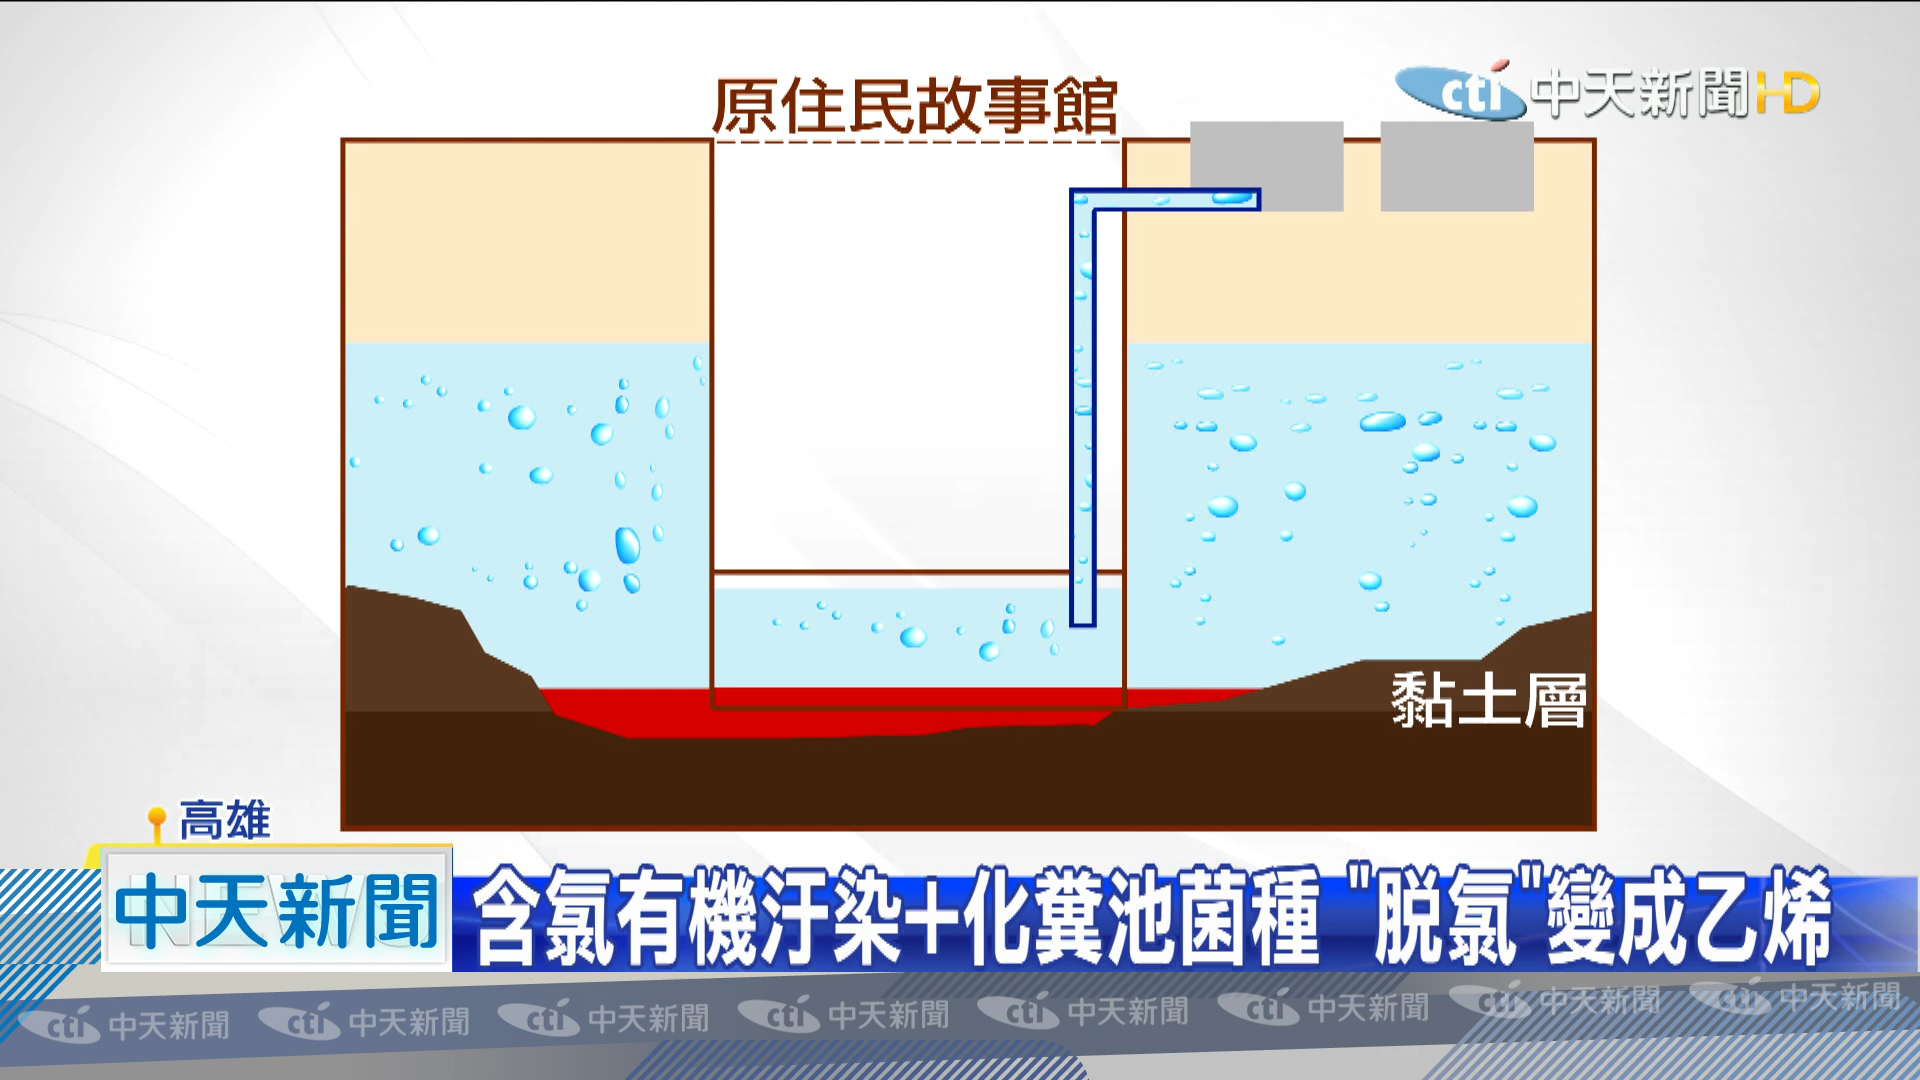 原住民故事館
cti 中天新聞HD
黏土層
高雄
中天新聞
含氯有機汙染+化糞池菌種 "脫氯"變成乙烯
cti 中天新聞 cti 中天新聞 cti 中天新聞 cti 中天新聞 cti 中天新聞 cti 中天新聞 cti 中天新聞 cti 中天新聞